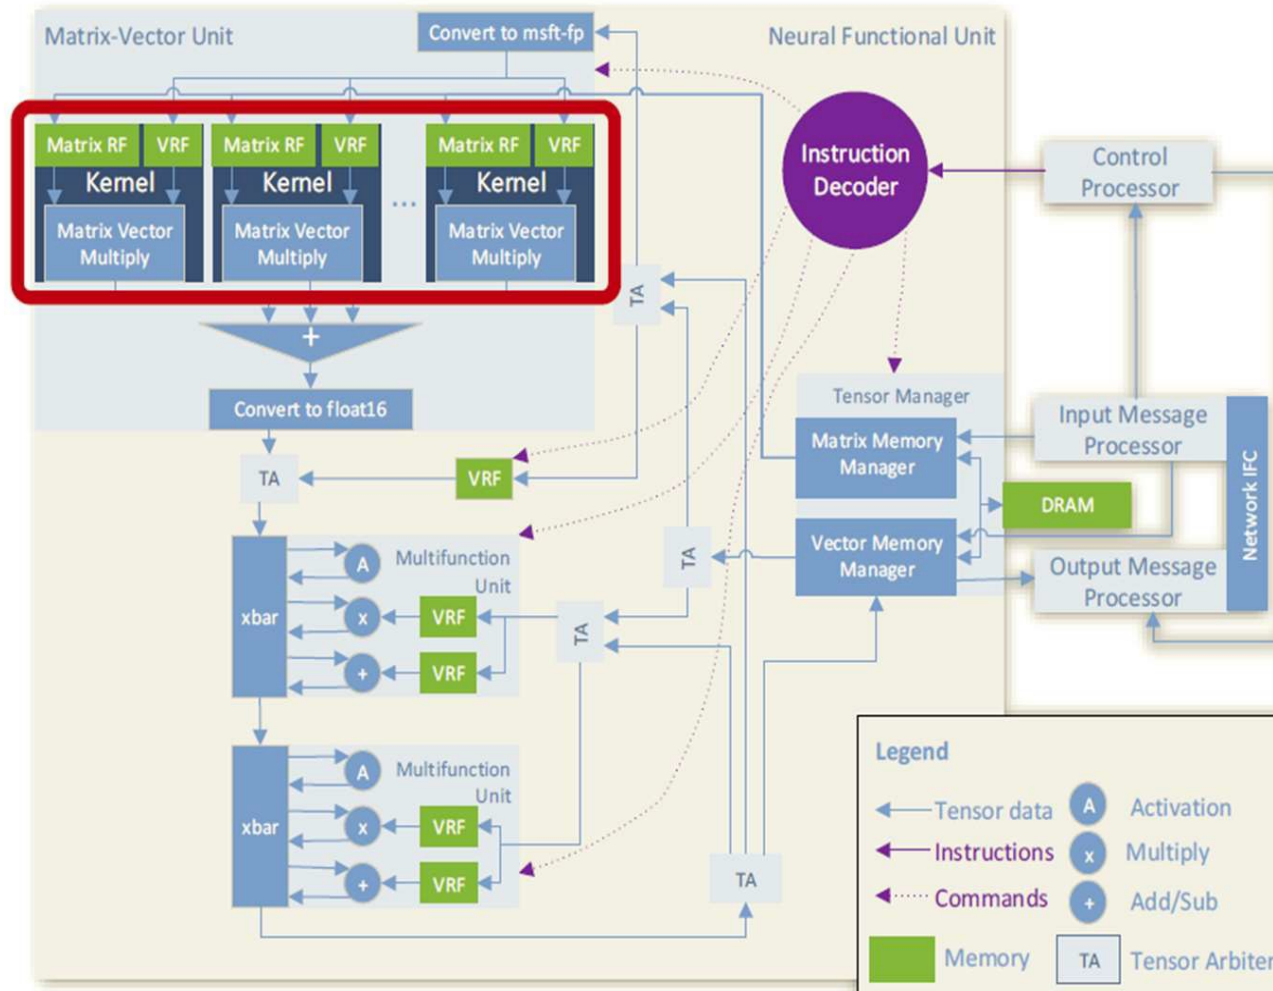 Matrix-Vector Unit
Convert to msft-fp
Neural Functional Unit
Matrix RF
VRF
Matrix RF
VRF
Matrix RF
VRF
Kernel
Kernel
Kernel
...
Matrix Vector
Multiply
Matrix Vector
Multiply
Matrix Vector
Multiply
Instruction
Decoder
Control
Processor
TA
+
Convert to float16
TA
VRF
Tensor Manager
Matrix Memory
Manager
Input Message
Processor
DRAM
Network IFC
Vector Memory
Manager
Output Message
Processor
TA
xbar
A
x
+
Multifunction
Unit
VRF
VRF
TA
xbar
A
x
+
Multifunction
Unit
VRF
VRF
TA
Legend
Tensor data
A
Activation
Instructions
x
Multiply
Commands
+
Add/Sub
Memory
TA
Tensor Arbiter